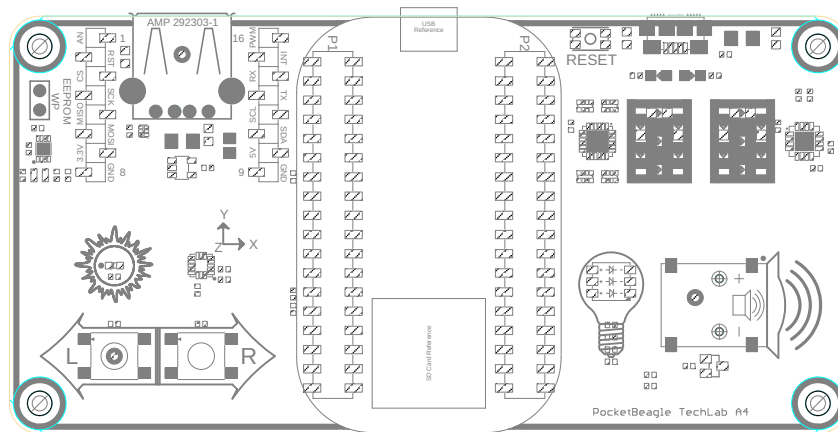 AMP 292303-1
USB
Reference
AN
1
16
PWM
P1
P2
RST
INT
RESET
CS
RX
SCK
TX
EEPROM
WP
MISO
SCL
MOSI
SDA
3.3V
5V
GND
8
9
GND
Y
Z
X
L
R
SD Card Reference
PocketBeagle TechLab A4